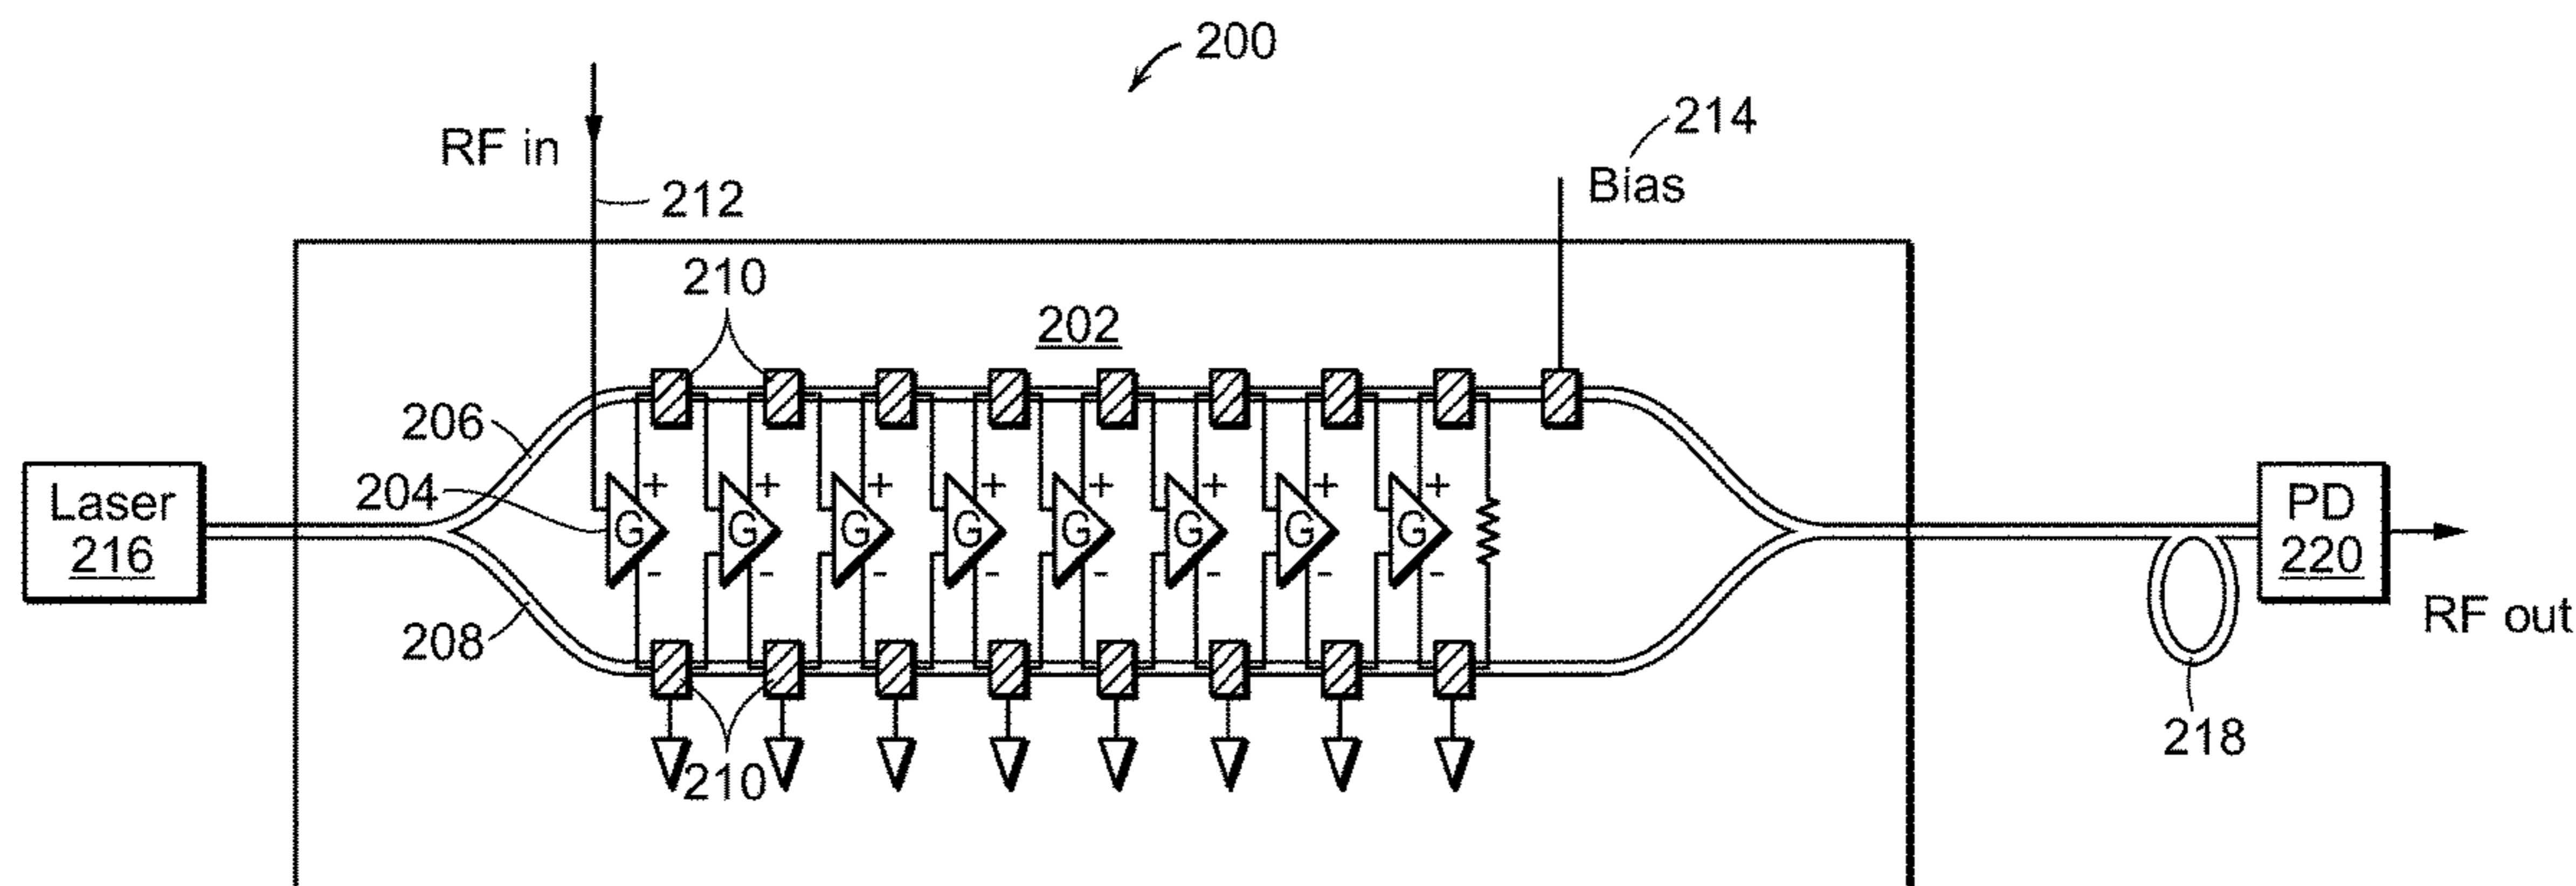 200
214
RF in
Bias
212
210
202
206
Laser
216
204
G + -
G + -
G + -
G + -
G + -
G + -
G + -
G + -
PD
220
RF out
208
218
210